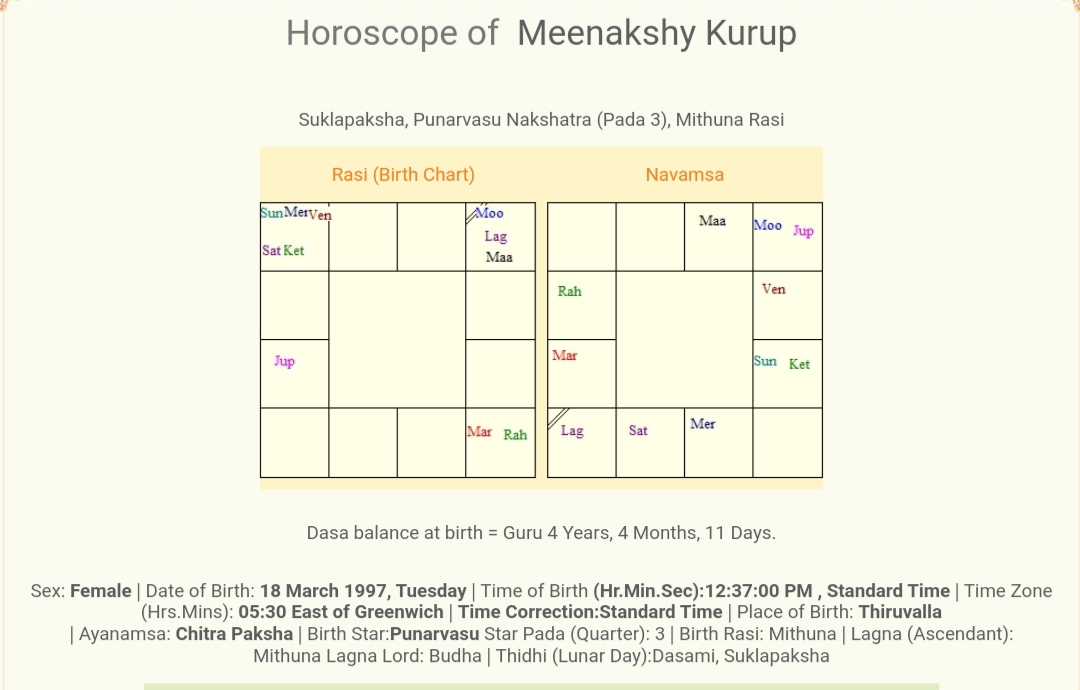 Horoscope of Meenakshy Kurup
Suklapaksha, Punarvasu Nakshatra (Pada 3), Mithuna Rasi
Rasi (Birth Chart)
Sun Mer Ven
Sat Ket
Moo
Lag
Maa
Jup
Mar Rah
Navamsa
Maa
Moo Jup
Rah
Ven
Mar
Sun Ket
Lag
Sat
Mer
Dasa balance at birth = Guru 4 Years, 4 Months, 11 Days.
Sex: Female | Date of Birth: 18 March 1997, Tuesday | Time of Birth (Hr.Min.Sec):12:37:00 PM , Standard Time | Time Zone
(Hrs.Mins): 05:30 East of Greenwich | Time Correction:Standard Time | Place of Birth: Thiruvalla
| Ayanamsa: Chitra Paksha | Birth Star:Punarvasu Star Pada (Quarter): 3 | Birth Rasi: Mithuna | Lagna (Ascendant):
Mithuna Lagna Lord: Budha | Thidhi (Lunar Day):Dasami, Suklapaksha